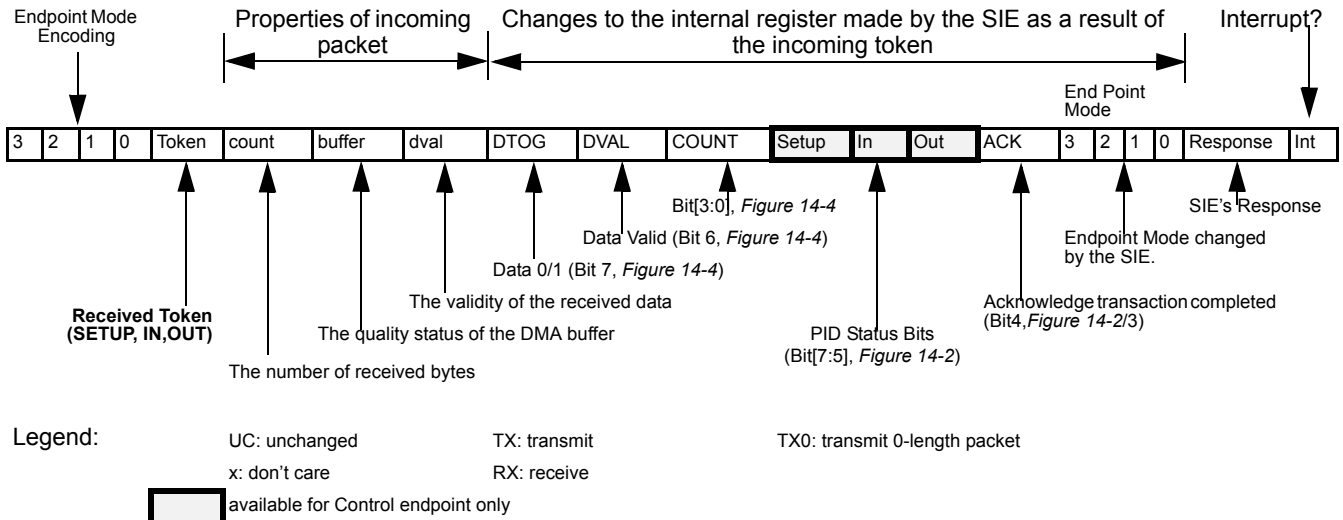 Endpoint Mode
Encoding
Properties of incoming
packet
Changes to the internal register made by the SIE as a result of
the incoming token
Interrupt?
End Point
Mode
3 2 1 0 Token count buffer dval DTOG DVAL COUNT Setup In Out ACK 3 2 1 0 Response Int
Bit[3:0], Figure 14-4
SIE's Response
Data Valid (Bit 6, Figure 14-4)
Endpoint Mode changed
by the SIE.
Data 0/1 (Bit 7, Figure 14-4)
The validity of the received data
Acknowledge transaction completed
(Bit4,Figure 14-2/3)
Received Token
(SETUP, IN,OUT)
The quality status of the DMA buffer
PID Status Bits
(Bit[7:5], Figure 14-2)
The number of received bytes
Legend:
UC: unchanged
TX: transmit
TX0: transmit 0-length packet
x: don't care
RX: receive
available for Control endpoint only